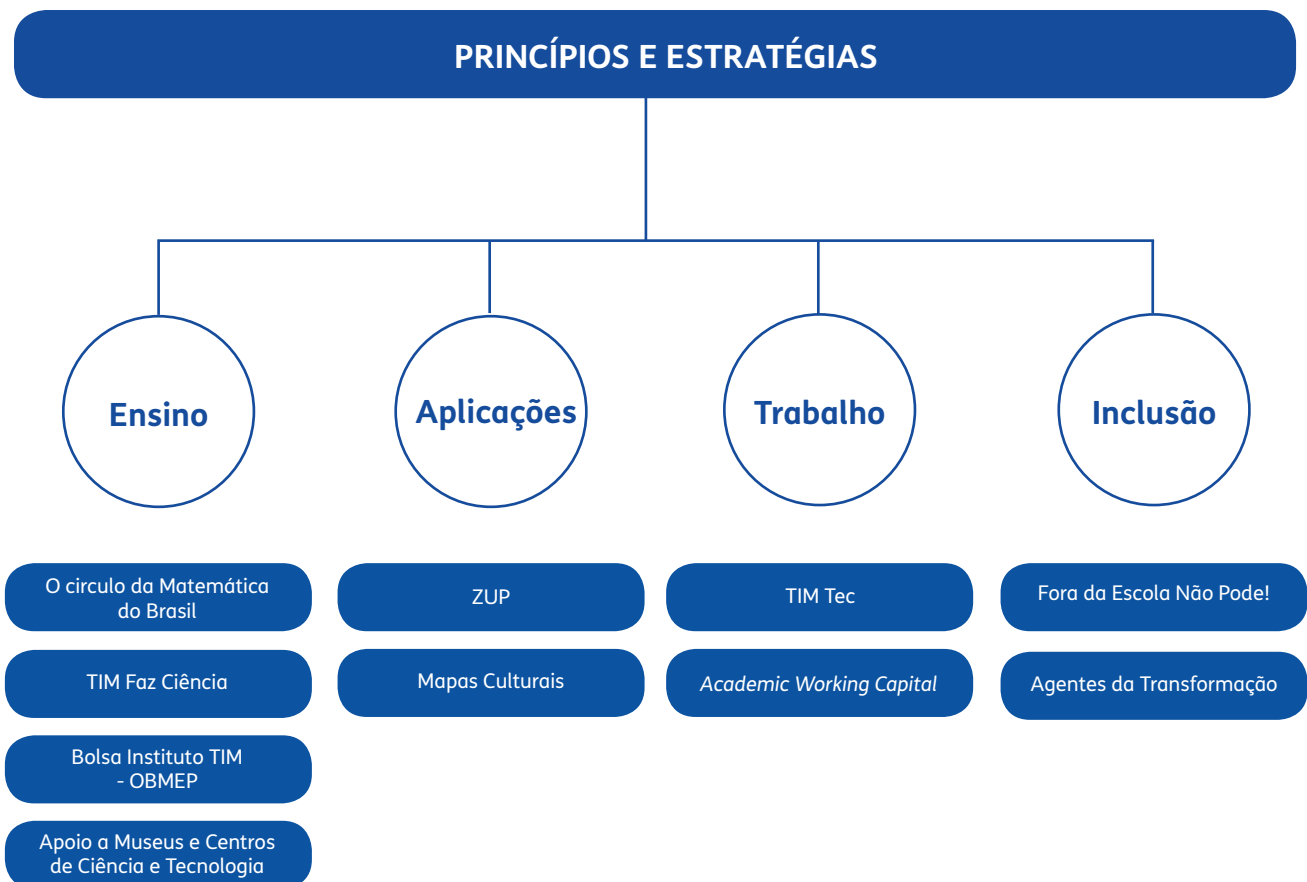 PRINCÍPIOS E ESTRATÉGIAS
Ensino
Aplicações
Trabalho
Inclusão
O circulo da Matemática
do Brasil
TIM Faz Ciência
Bolsa Instituto TIM
- OBMEP
Apoio a Museus e Centros
de Ciência e Tecnologia
ZUP
Mapas Culturais
TIM Tec
Academic Working Capital
Fora da Escola Não Pode!
Agentes da Transformação